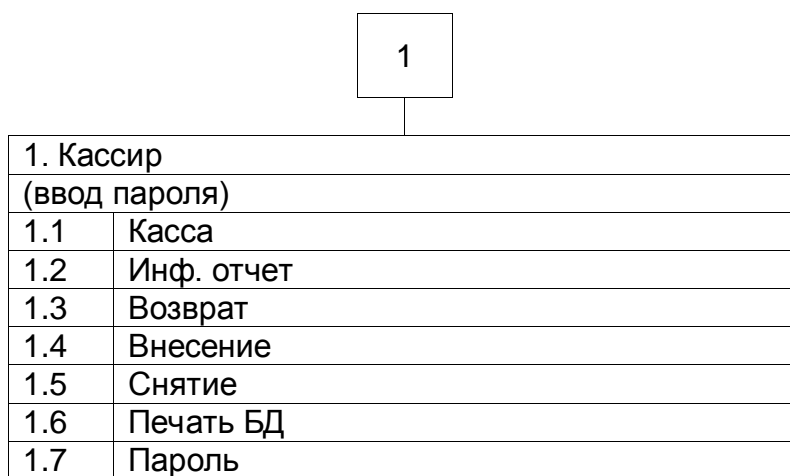 1
1. Кассир
(ввод пароля)
1.1 Касса
1.2 Инф. отчет
1.3 Возврат
1.4 Внесение
1.5 Снятие
1.6 Печать БД
1.7 Пароль